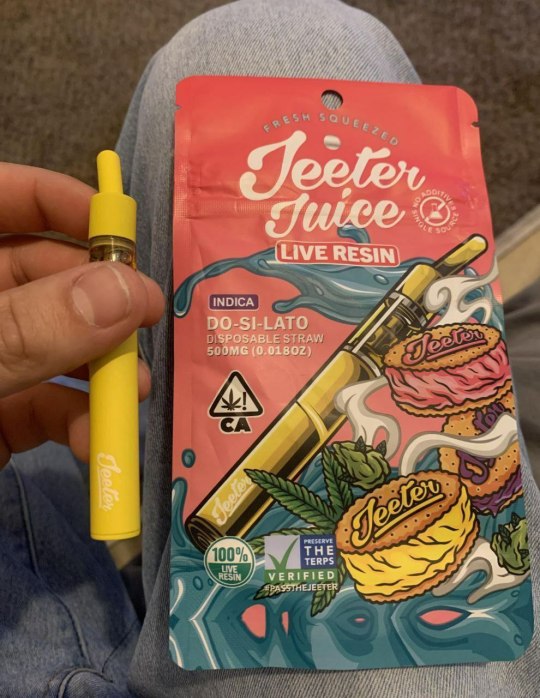 FRESH SQUEEZED
Jeeter
Juice
NO ADDITIVES
SINGLE SOURCE
LIVE RESIN
INDICA
DO-SI-LATO
DISPOSABLE STRAW
500MG (0.018OZ)
CA
Jeeter
Jeeter
Jeeter
Jeeter
100%
LIVE
RESIN
PRESERVE
THE
TERPS
VERIFIED
#PASSTHEJEETER